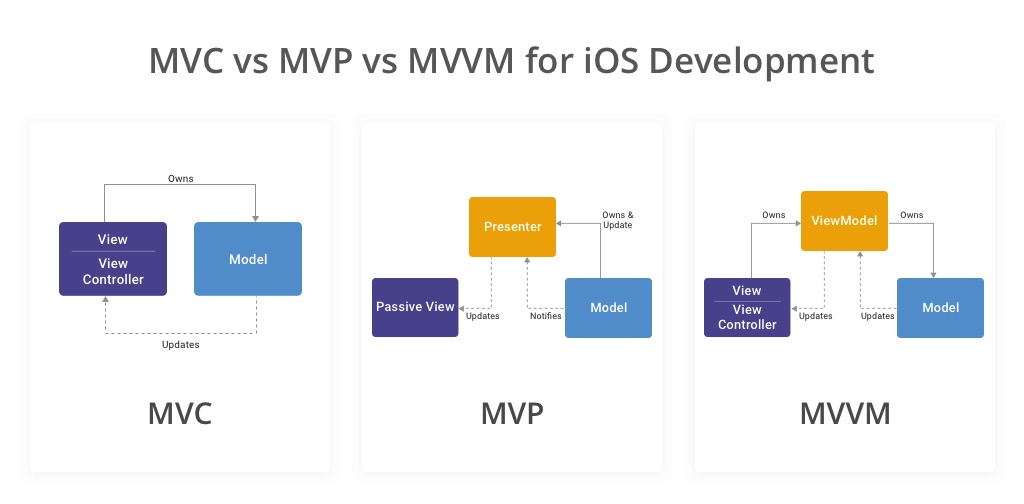 MVC vs MVP vs MVVM for iOS Development
Owns
View
View
Controller
Model
Updates
MVC
Presenter
Owns &
Update
Passive View
Updates
Notifies
Model
MVP
ViewModel
Owns
Owns
View
View
Controller
Updates
Updates
Model
MVVM